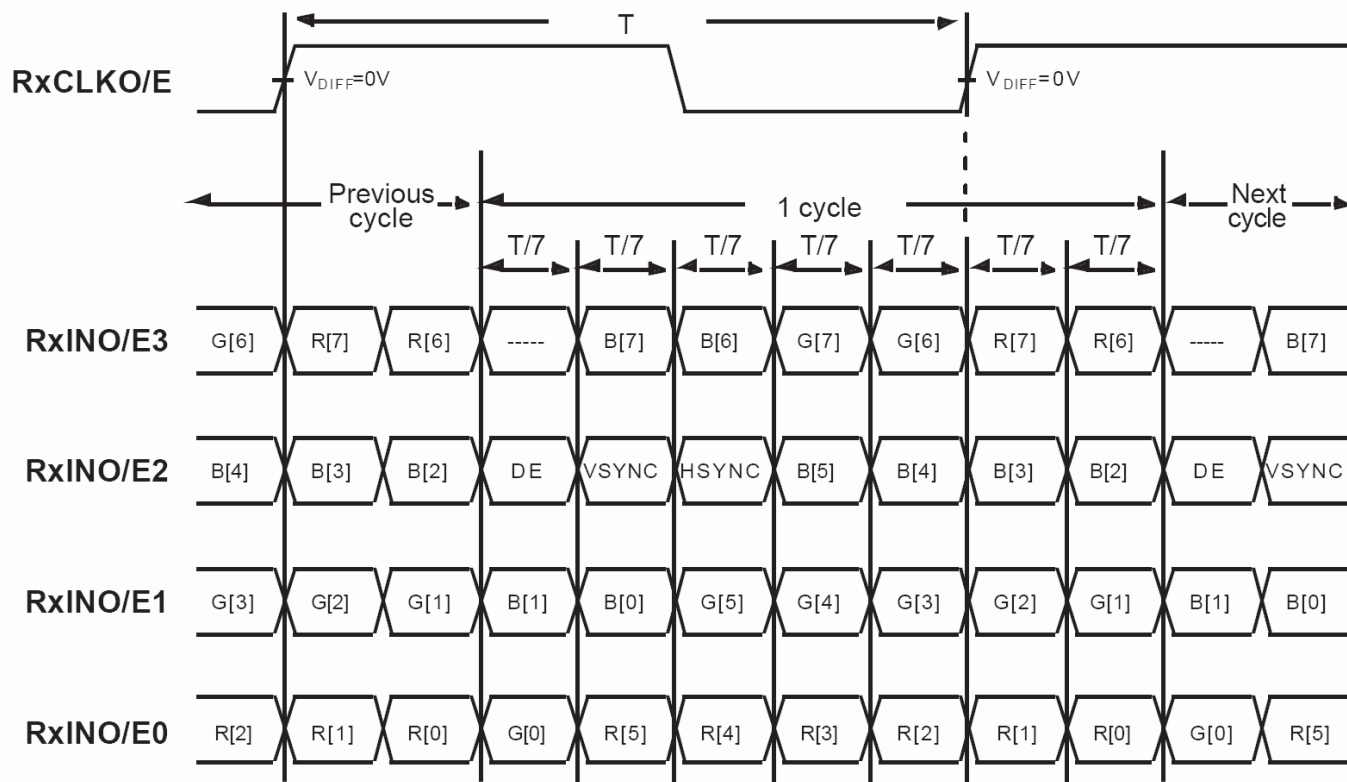 T
RxCLKO/E
VDIFF=0V VDIFF=0V
Previous cycle 1 cycle Next cycle
T/7 T/7 T/7 T/7 T/7 T/7 T/7
RxINO/E3 G[6] R[7] R[6] ----- B[7] B[6] G[7] G[6] R[7] R[6] ----- B[7]
RxINO/E2 B[4] B[3] B[2] DE VSYNC HSYNC B[5] B[4] B[3] B[2] DE VSYNC
RxINO/E1 G[3] G[2] G[1] B[1] B[0] G[5] G[4] G[3] G[2] G[1] B[1] B[0]
RxINO/E0 R[2] R[1] R[0] G[0] R[5] R[4] R[3] R[2] R[1] R[0] G[0] R[5]